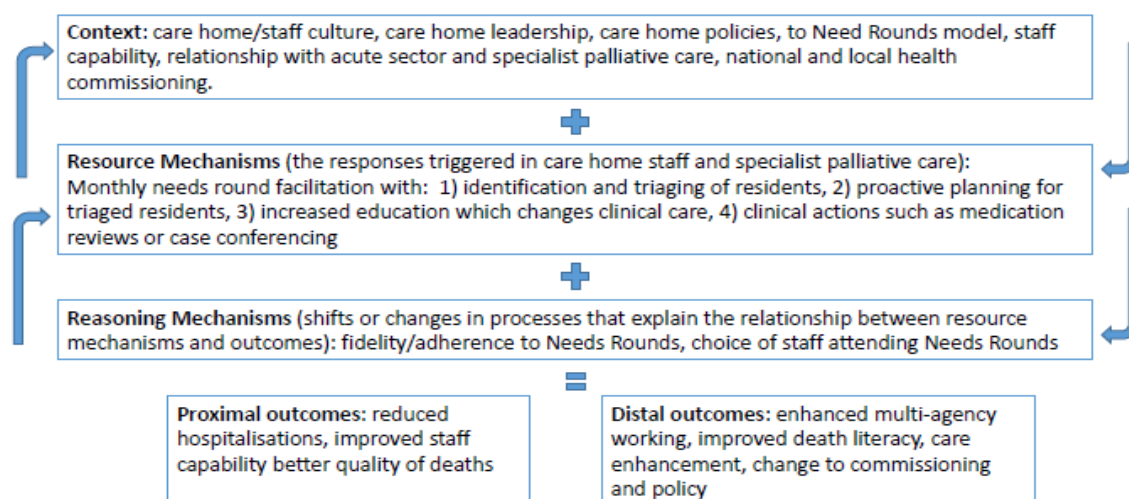 Context: care home/staff culture, care home leadership, care home policies, to Need Rounds model, staff
capability, relationship with acute sector and specialist palliative care, national and local health
commissioning.
Resource Mechanisms (the responses triggered in care home staff and specialist palliative care):
Monthly needs round facilitation with: 1) identification and triaging of residents, 2) proactive planning for
triaged residents, 3) increased education which changes clinical care, 4) clinical actions such as medication
reviews or case conferencing
Reasoning Mechanisms (shifts or changes in processes that explain the relationship between resource
mechanisms and outcomes): fidelity/adherence to Needs Rounds, choice of staff attending Needs Rounds
Proximal outcomes: reduced
hospitalisations, improved staff
capability better quality of deaths
Distal outcomes: enhanced multi-agency
working, improved death literacy, care
enhancement, change to commissioning
and policy